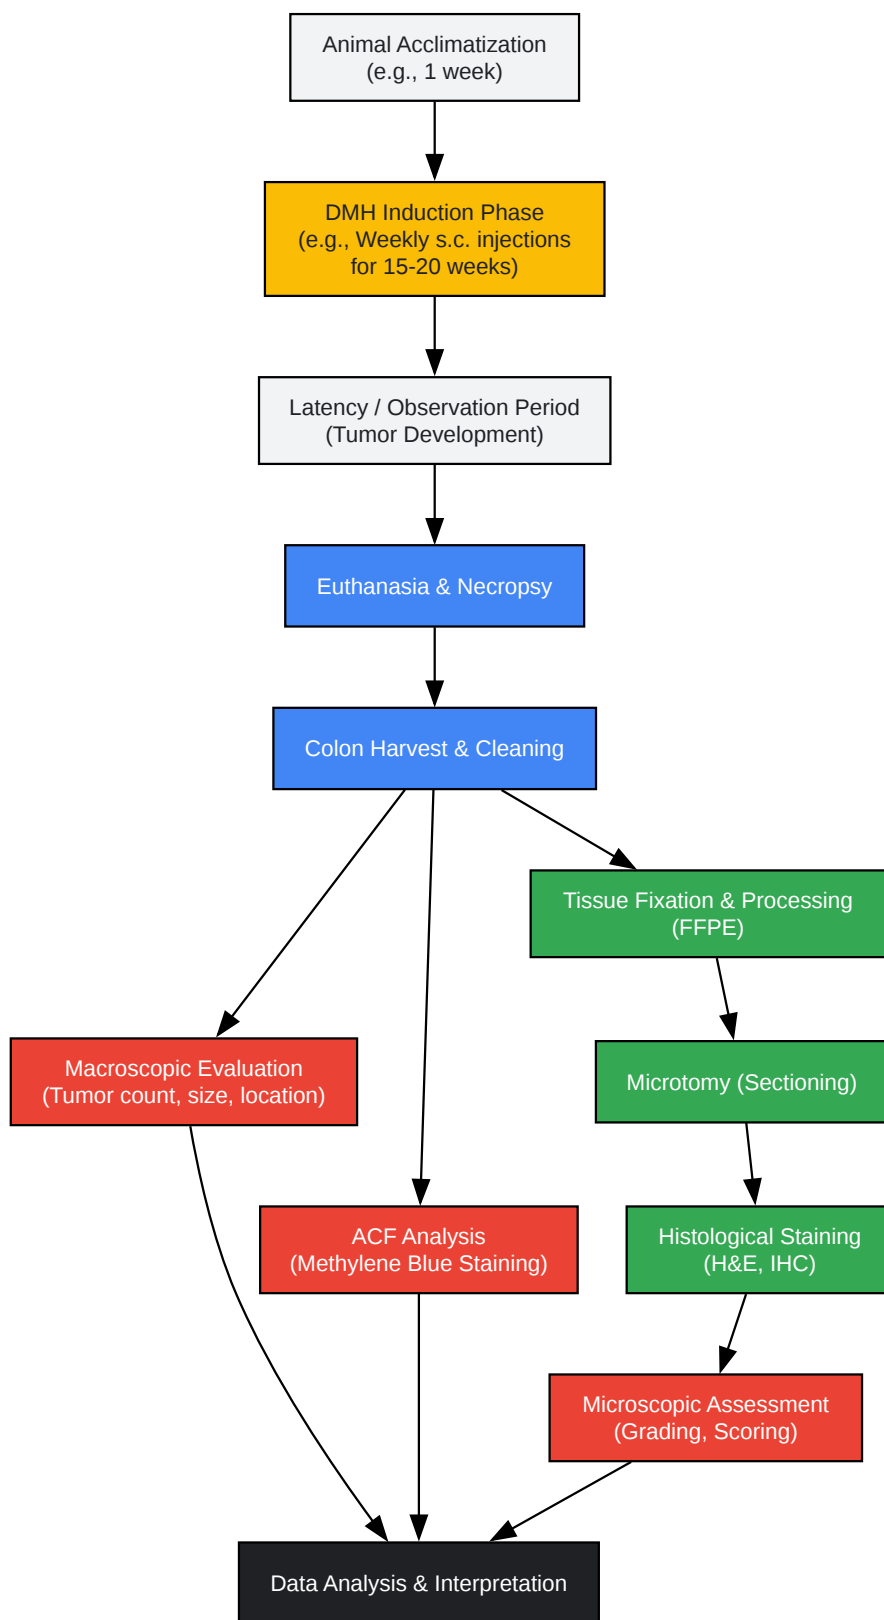 Animal Acclimatization
(e.g., 1 week)
DMH Induction Phase
(e.g., Weekly s.c. injections
for 15-20 weeks)
Latency / Observation Period
(Tumor Development)
Euthanasia & Necropsy
Colon Harvest & Cleaning
Tissue Fixation & Processing
(FFPE)
Macroscopic Evaluation
(Tumor count, size, location)
Microtomy (Sectioning)
ACF Analysis
(Methylene Blue Staining)
Histological Staining
(H&E, IHC)
Microscopic Assessment
(Grading, Scoring)
Data Analysis & Interpretation